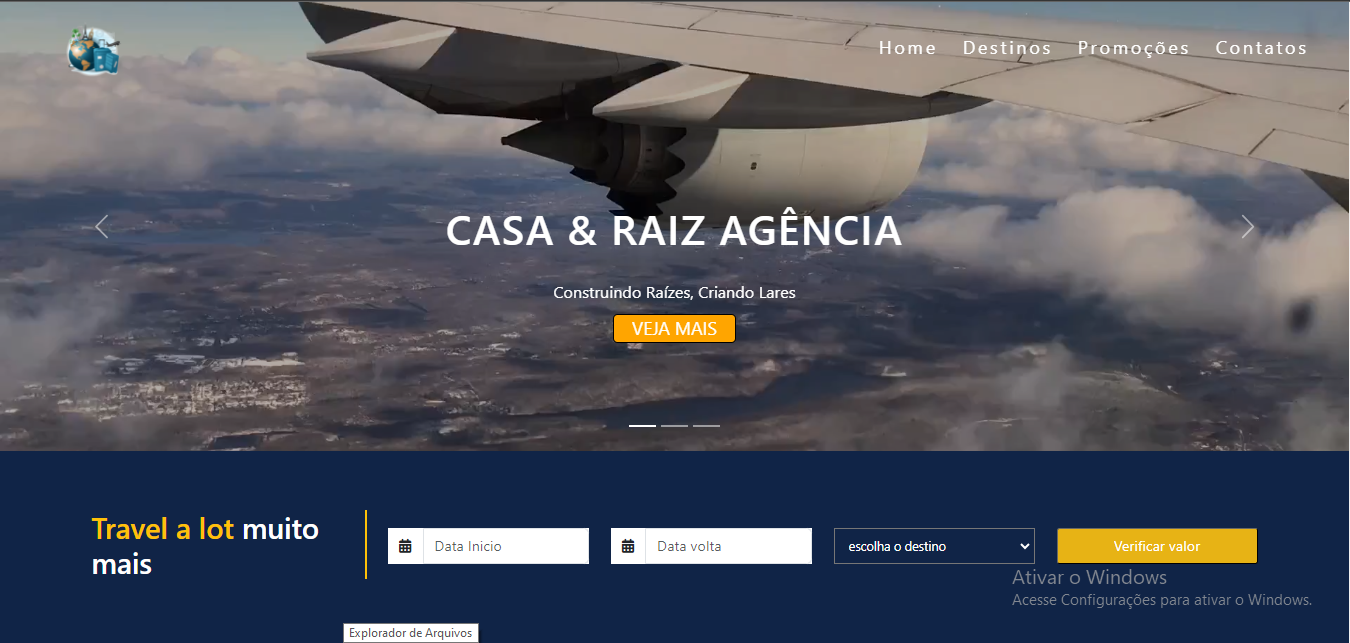 Home Destinos Promoções Contatos
CASA & RAIZ AGÊNCIA
Construindo Raízes, Criando Lares
VEJA MAIS
Travel a lot muito
mais
Data Inicio
Data volta
escolha o destino
Verificar valor
Ativar o Windows
Acesse Configurações para ativar o Windows.
Explorador de Arquivos